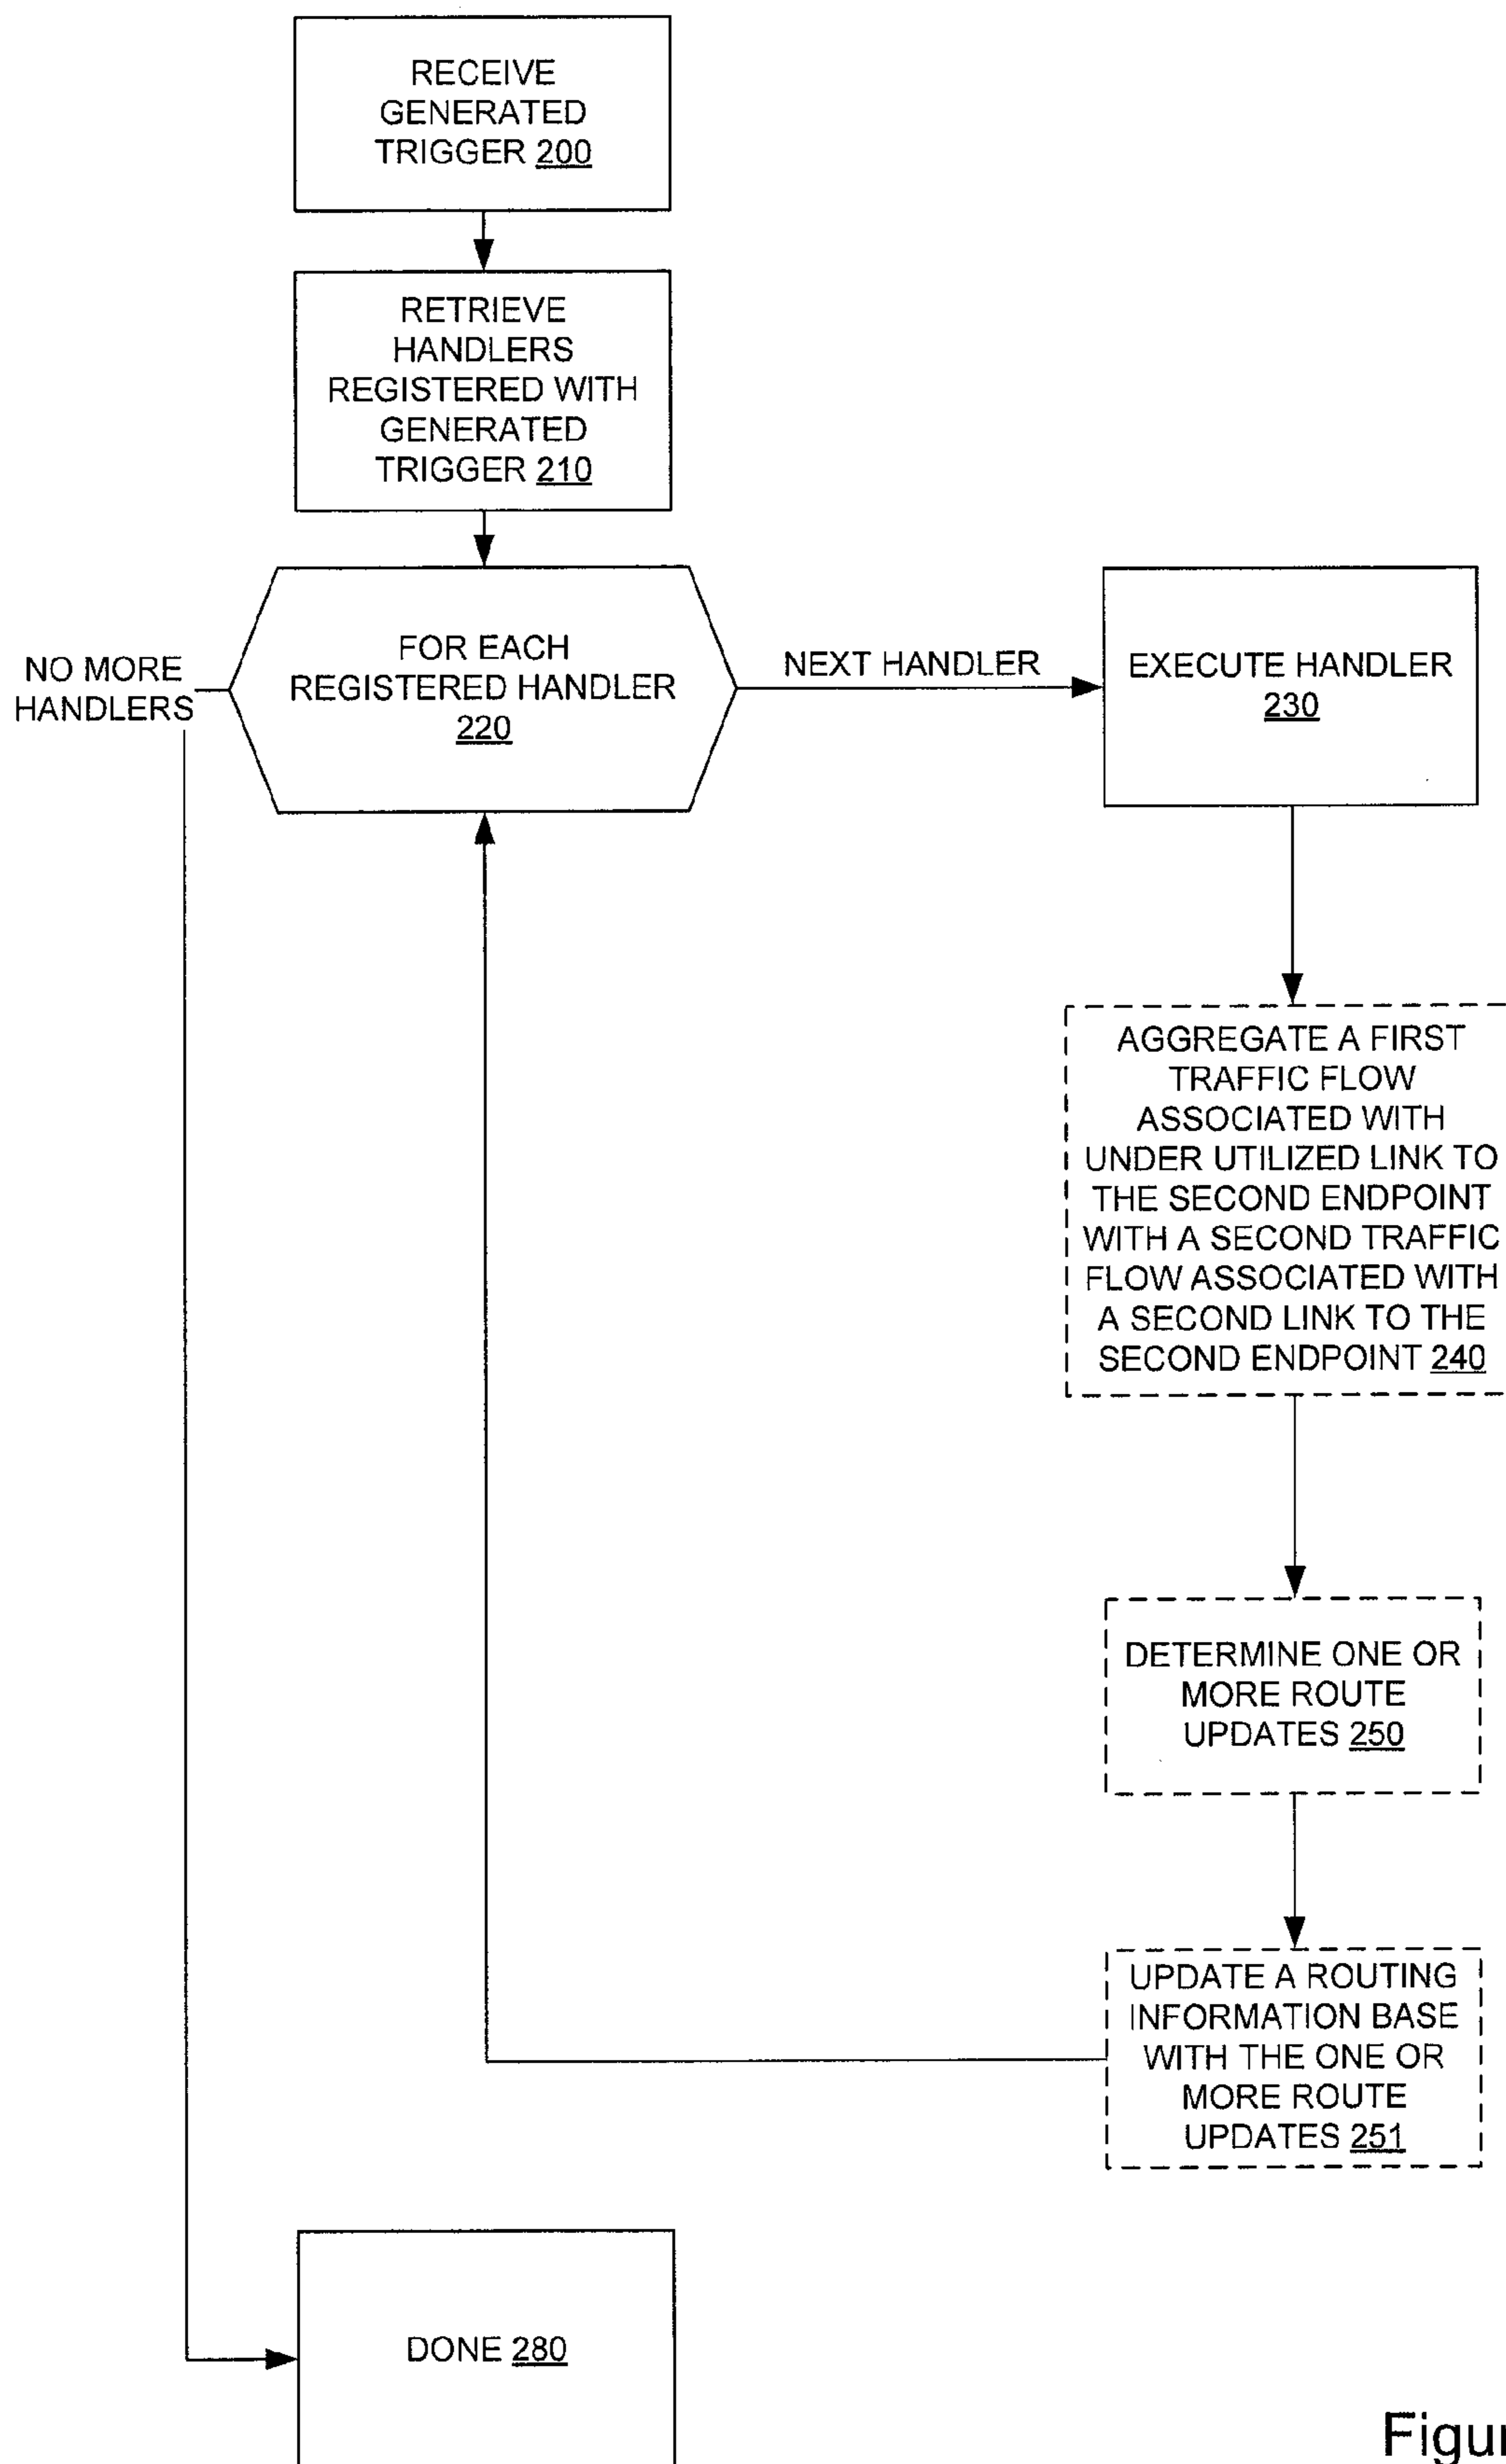 RECEIVE
GENERATED
TRIGGER 200
RETRIEVE
HANDLERS
REGISTERED WITH
GENERATED
TRIGGER 210
NO MORE
HANDLERS
FOR EACH
REGISTERED HANDLER
220
NEXT HANDLER
EXECUTE HANDLER
230
AGGREGATE A FIRST
TRAFFIC FLOW
ASSOCIATED WITH
UNDER UTILIZED LINK TO
THE SECOND ENDPOINT
WITH A SECOND TRAFFIC
FLOW ASSOCIATED WITH
A SECOND LINK TO THE
SECOND ENDPOINT 240
DETERMINE ONE OR
MORE ROUTE
UPDATES 250
UPDATE A ROUTING
INFORMATION BASE
WITH THE ONE OR
MORE ROUTE
UPDATES 251
DONE 280